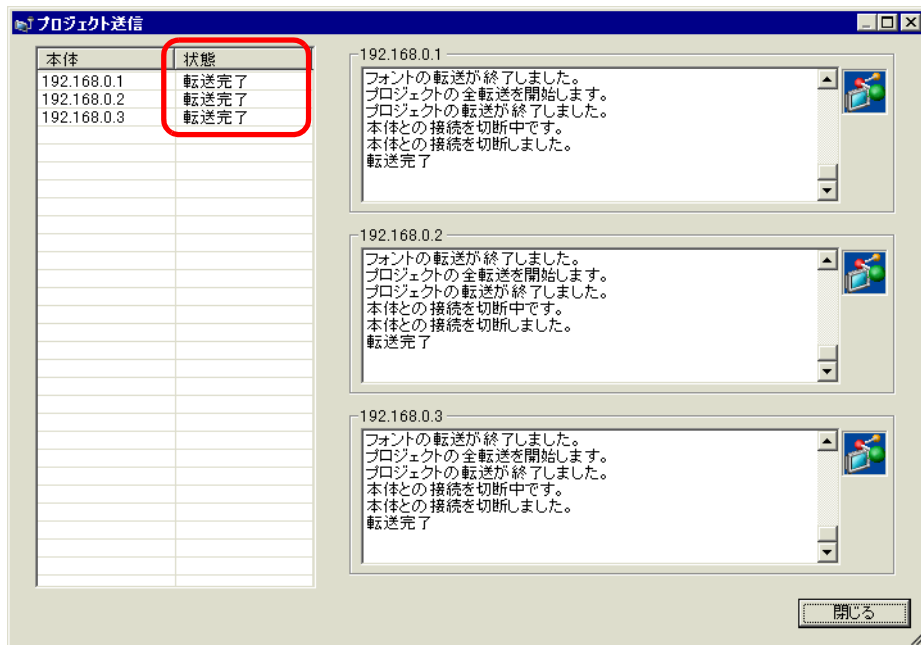 プロジェクト送信
本体 状態
192.168.0.1 転送完了
192.168.0.2 転送完了
192.168.0.3 転送完了
192.168.0.1
フォントの転送が終了しました。
プロジェクトの全転送を開始します。
プロジェクトの転送が終了しました。
本体との接続を切断中です。
本体との接続を切断しました。
転送完了
192.168.0.2
フォントの転送が終了しました。
プロジェクトの全転送を開始します。
プロジェクトの転送が終了しました。
本体との接続を切断中です。
本体との接続を切断しました。
転送完了
192.168.0.3
フォントの転送が終了しました。
プロジェクトの全転送を開始します。
プロジェクトの転送が終了しました。
本体との接続を切断中です。
本体との接続を切断しました。
転送完了
閉じる